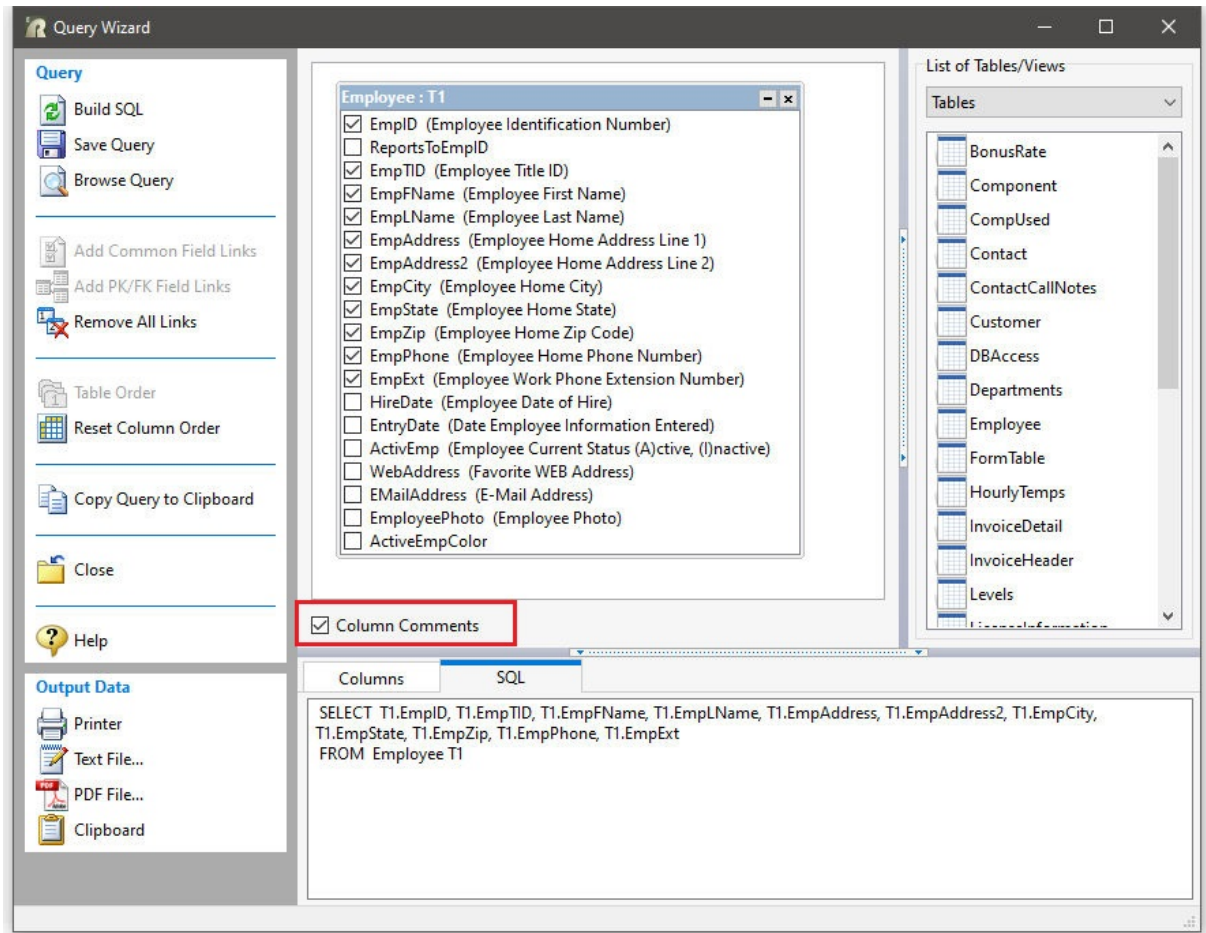 Query Wizard
Query
Build SQL
Save Query
Browse Query
Add Common Field Links
Add PK/FK Field Links
Remove All Links
Table Order
Reset Column Order
Copy Query to Clipboard
Close
Help
Output Data
Printer
Text File...
PDF File...
Clipboard
Employee : T1
EmpID (Employee Identification Number)
ReportsToEmpID
EmpTID (Employee Title ID)
EmpFName (Employee First Name)
EmpLName (Employee Last Name)
EmpAddress (Employee Home Address Line 1)
EmpAddress2 (Employee Home Address Line 2)
EmpCity (Employee Home City)
EmpState (Employee Home State)
EmpZip (Employee Home Zip Code)
EmpPhone (Employee Home Phone Number)
EmpExt (Employee Work Phone Extension Number)
HireDate (Employee Date of Hire)
EntryDate (Date Employee Information Entered)
ActivEmp (Employee Current Status (A)ctive, (I)nactive)
WebAddress (Favorite WEB Address)
EMailAddress (E-Mail Address)
EmployeePhoto (Employee Photo)
ActiveEmpColor
Column Comments
List of Tables/Views
Tables
BonusRate
Component
CompUsed
Contact
ContactCallNotes
Customer
DBAccess
Departments
Employee
FormTable
HourlyTemps
InvoiceDetail
InvoiceHeader
Levels
Columns
SQL
SELECT T1.EmpID, T1.EmpTID, T1.EmpFName, T1.EmpLName, T1.EmpAddress, T1.EmpAddress2, T1.EmpCity,
T1.EmpState, T1.EmpZip, T1.EmpPhone, T1.EmpExt
FROM Employee T1